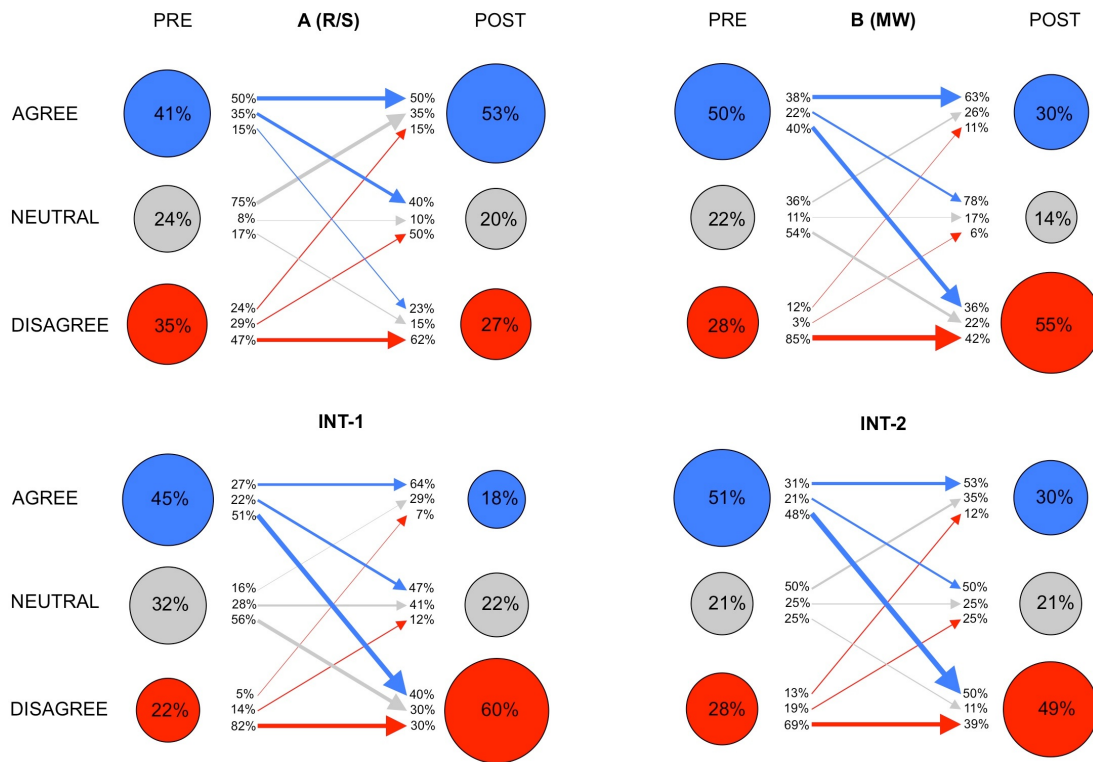 PRE A (R/S) POST B (MW) POST
AGREE 41% 50% 50% 53% 50% 38% 63% 30%
35% 35% 22% 26%
15% 15% 40% 11%
NEUTRAL 24% 75% 40% 20% 22% 36% 78% 14%
8% 10% 11% 17%
17% 50% 54% 6%
DISAGREE 35% 24% 23% 27% 28% 12% 36% 55%
29% 15% 3% 22%
47% 62% 85% 42%
INT-1 INT-2
AGREE 45% 27% 64% 18% 51% 31% 53% 30%
22% 29% 21% 35%
51% 7% 48% 12%
NEUTRAL 32% 16% 47% 22% 21% 50% 50% 21%
28% 41% 25% 25%
56% 12% 25% 25%
DISAGREE 22% 5% 40% 60% 28% 13% 50% 49%
14% 30% 19% 11%
82% 30% 69% 39%